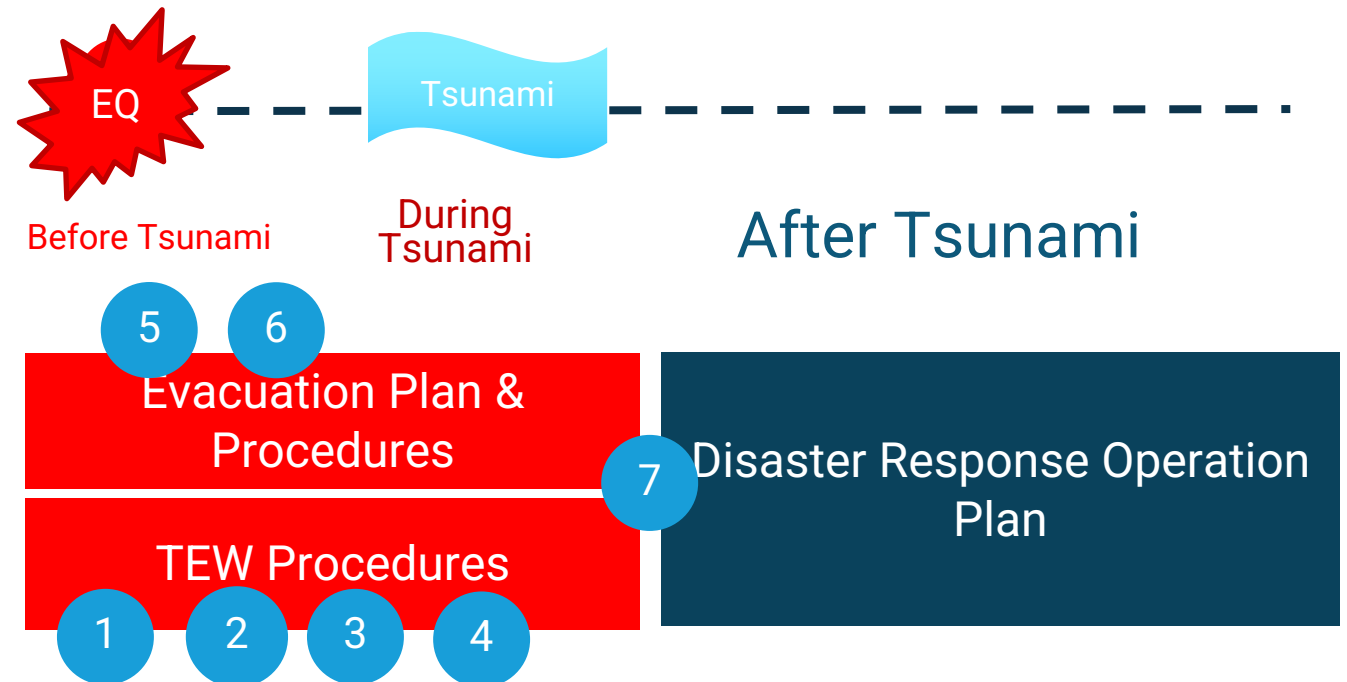 EQ
Tsunami
Before Tsunami
During
Tsunami
After Tsunami
5
6
Evacuation Plan &
Procedures
7
Disaster Response Operation
Plan
TEW Procedures
1
2
3
4